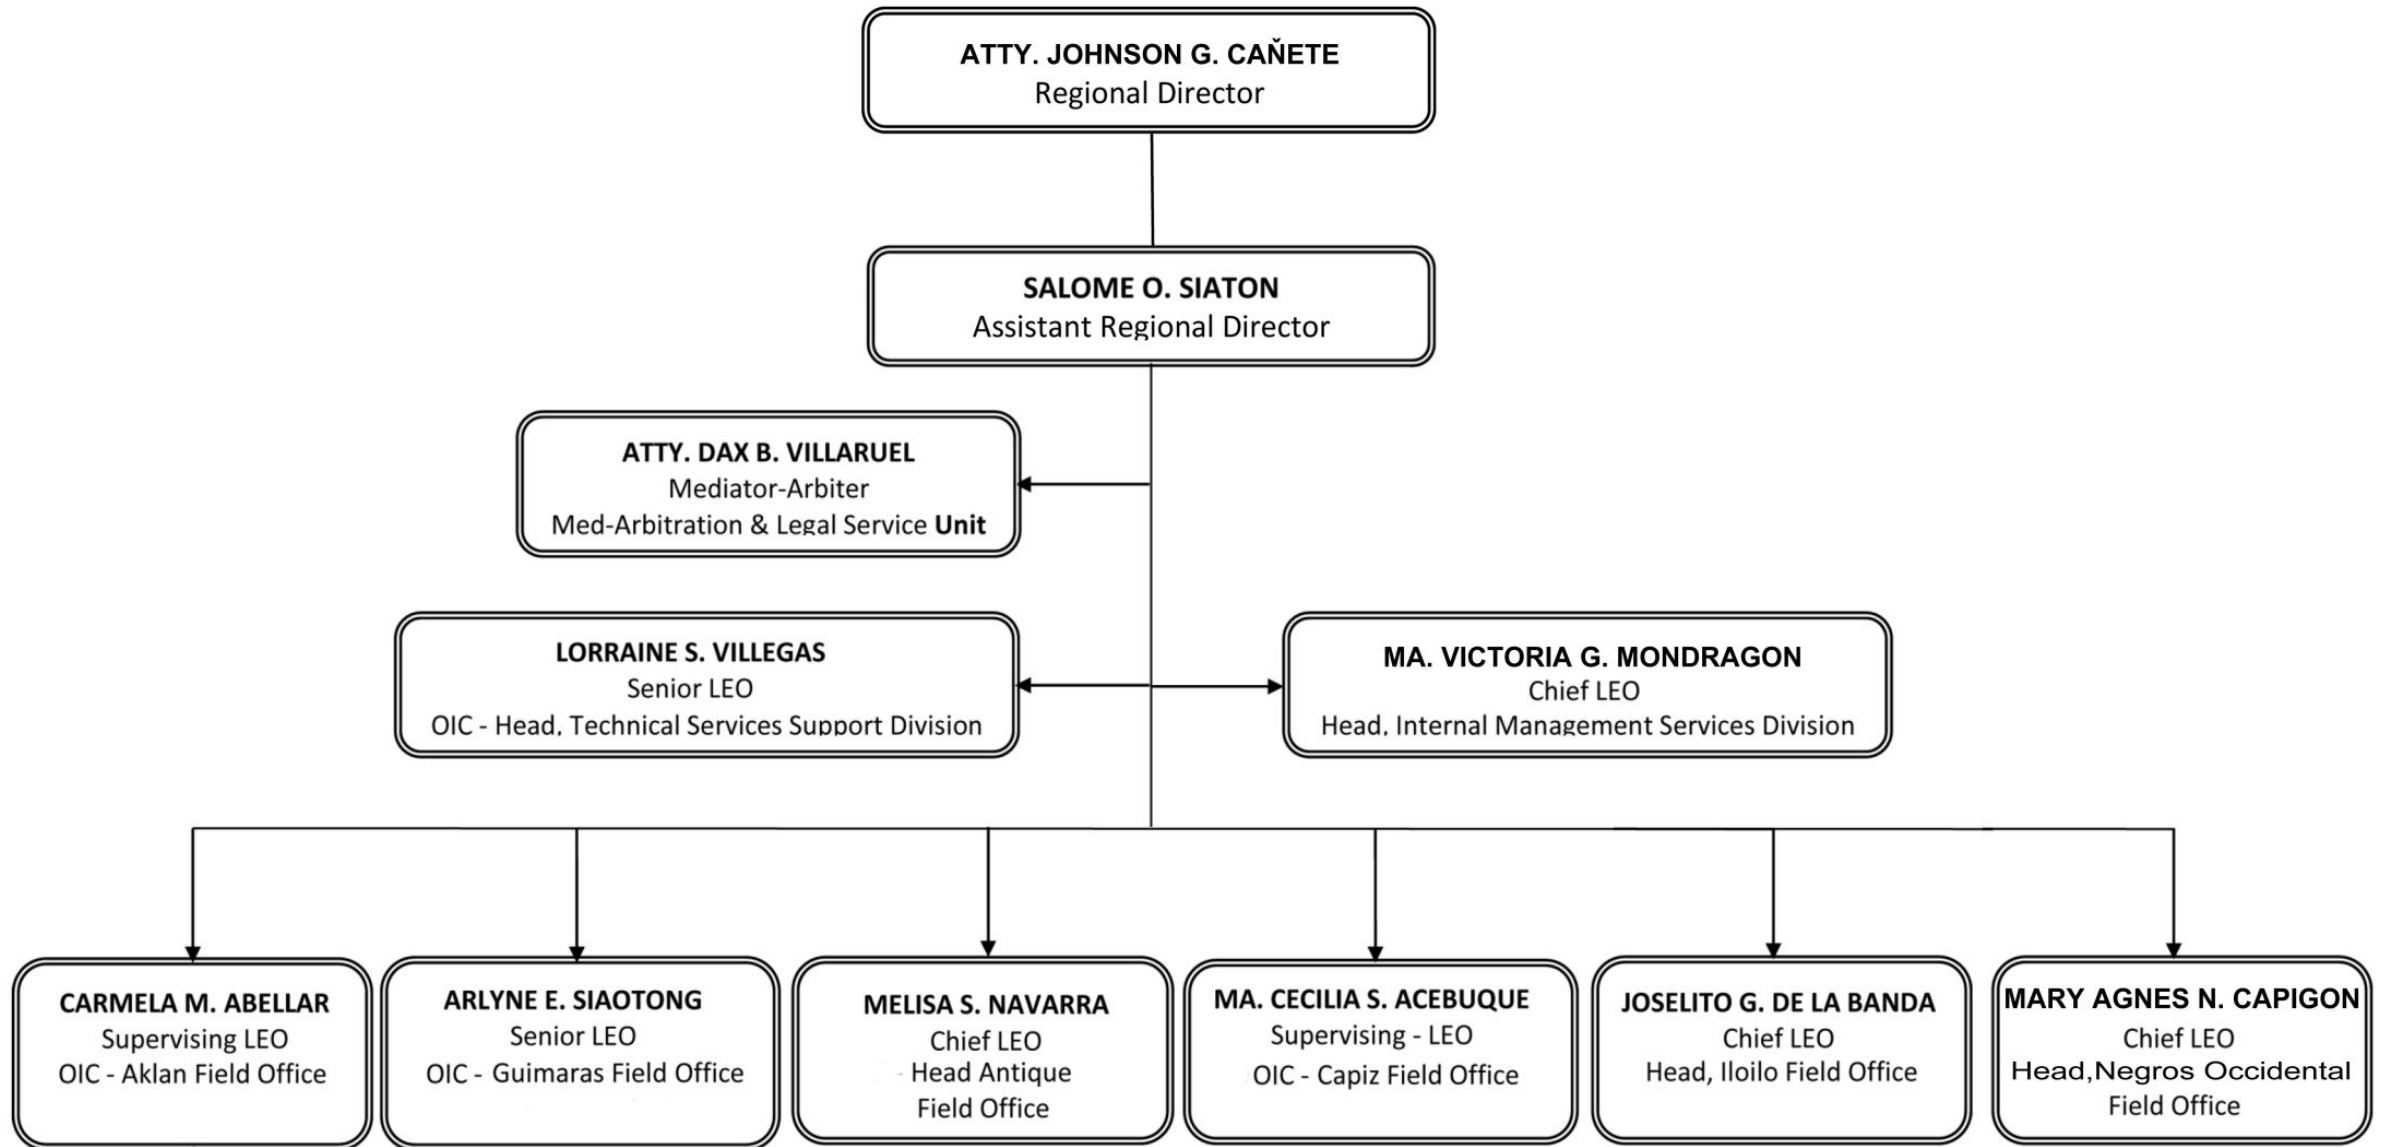 ATTY. JOHNSON G. CAŇETE
Regional Director
SALOME O. SIATON
Assistant Regional Director
ATTY. DAX B. VILLARUEL
Mediator-Arbiter
Med-Arbitration & Legal Service Unit
LORRAINE S. VILLEGAS
Senior LEO
OIC - Head, Technical Services Support Division
MA. VICTORIA G. MONDRAGON
Chief LEO
Head, Internal Management Services Division
CARMELA M. ABELLAR
Supervising LEO
OIC - Aklan Field Office
ARLYNE E. SIAOTONG
Senior LEO
OIC - Guimaras Field Office
MELISA S. NAVARRA
Chief LEO
- Head Antique
Field Office
MA. CECILIA S. ACEBUQUE
Supervising - LEO
OIC - Capiz Field Office
JOSELITO G. DE LA BANDA
Chief LEO
Head, Iloilo Field Office
MARY AGNES N. CAPIGON
Chief LEO
Head,Negros Occidental
Field Office